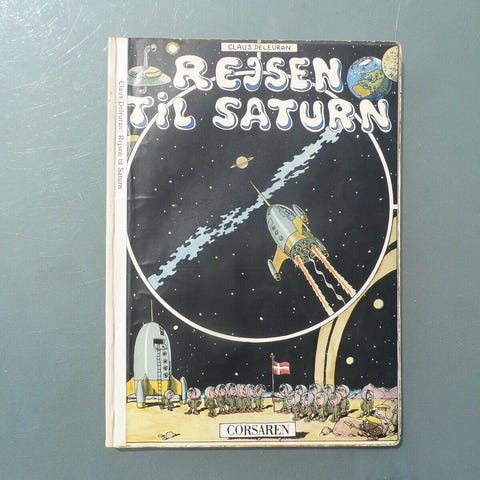 CLAUS DELEURAN
REJSEN
TIL SATURN
Claus Deleuran: Rejsen til Saturn
CORSAREN